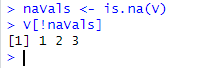 > naVals <- is.na(V)
> V[!naVals]
[1] 1 2 3
>